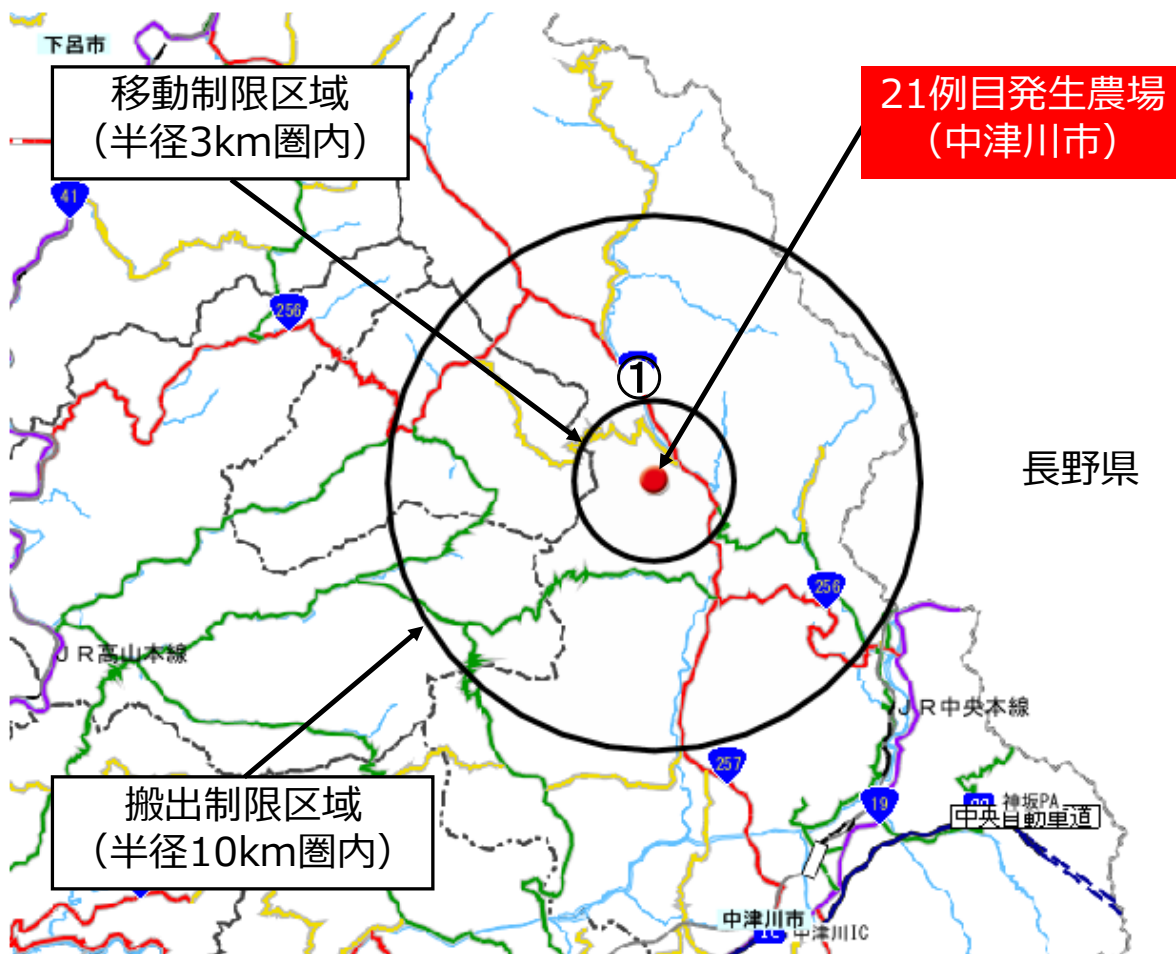 下呂市
移動制限区域
（半径3km圏内）
21例目発生農場
（中津川市）
41
256
①
長野県
256
ＪＲ高山本線
ＪＲ中央本線
257
19
神坂PA
中央自動車道
搬出制限区域
（半径10km圏内）
中津川市
中津川IC